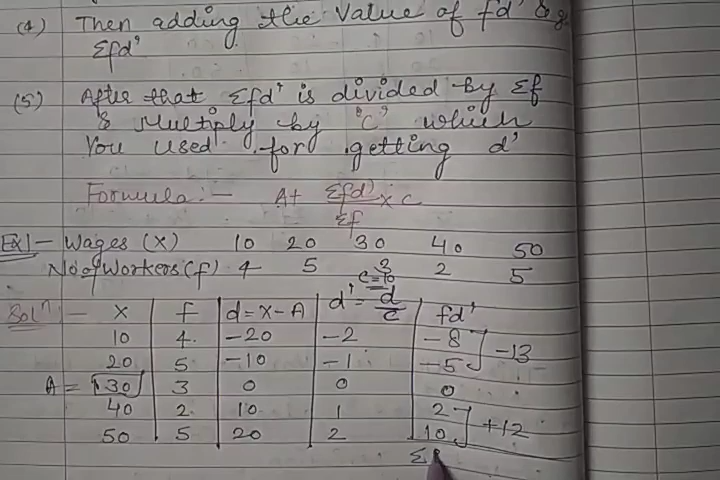 (4) Then adding the Value of fd' & g
Σfd'
(5) After that Σfd' is divided by Σf
& Multiply by "C" which
You used for getting d'
Formula:- A+ Σfd'/Σf × C
EX1- Wages (X) 10 20 30 40 50
No of Workers (f) 4 5 3 2 5
C=10
Solⁿ - X f d=X-A d'=d/c fd'
10 4 -20 -2 -8
20 5 -10 -1 -5 ] -13
A = 30 3 0 0 0
40 2 10 1 2
50 5 20 2 10 ] +12
Σ